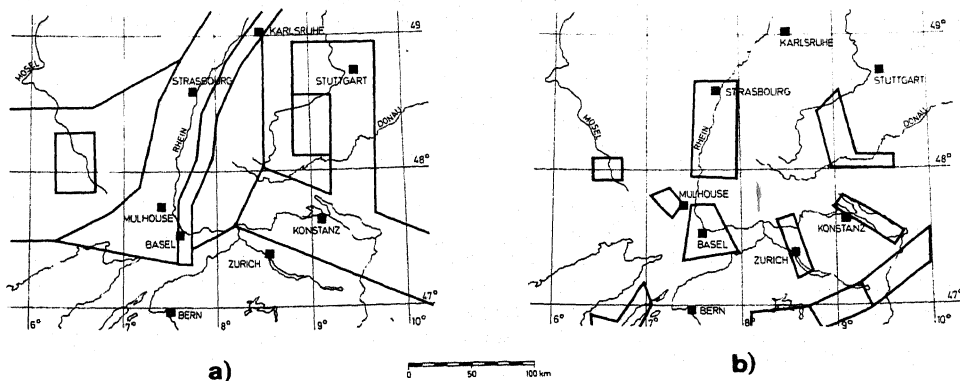 KARLSRUHE
49
MOSEL
STRASBOURG
STUTTGART
RHEIN
DONAU
48°
MULHOUSE
BASEL
KONSTANZ
ZURICH
47°
6°
7°
BERN
8°
9°
10°
a)
49°
KARLSRUHE
STUTTGART
STRASBOURG
MOSEL
RHEIN
DONAU
48°
MULHOUSE
BASEL
KONSTANZ
ZURICH
47°
6°
7°
BERN
8°
8°
9°
10°
b)
0 50 100 km